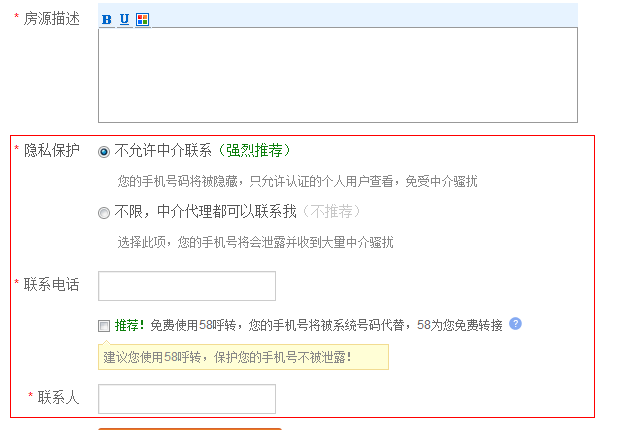 * 房源描述
B U
* 隐私保护 不允许中介联系（强烈推荐）
您的手机号码将被隐藏，只允许认证的个人用户查看，免受中介骚扰
不限，中介代理都可以联系我（不推荐）
选择此项，您的手机号将会泄露并收到大量中介骚扰
* 联系电话
推荐！免费使用58呼转，您的手机号将被系统号码代替，58为您免费转接 ?
建议您使用58呼转，保护您的手机号不被泄露！
* 联系人